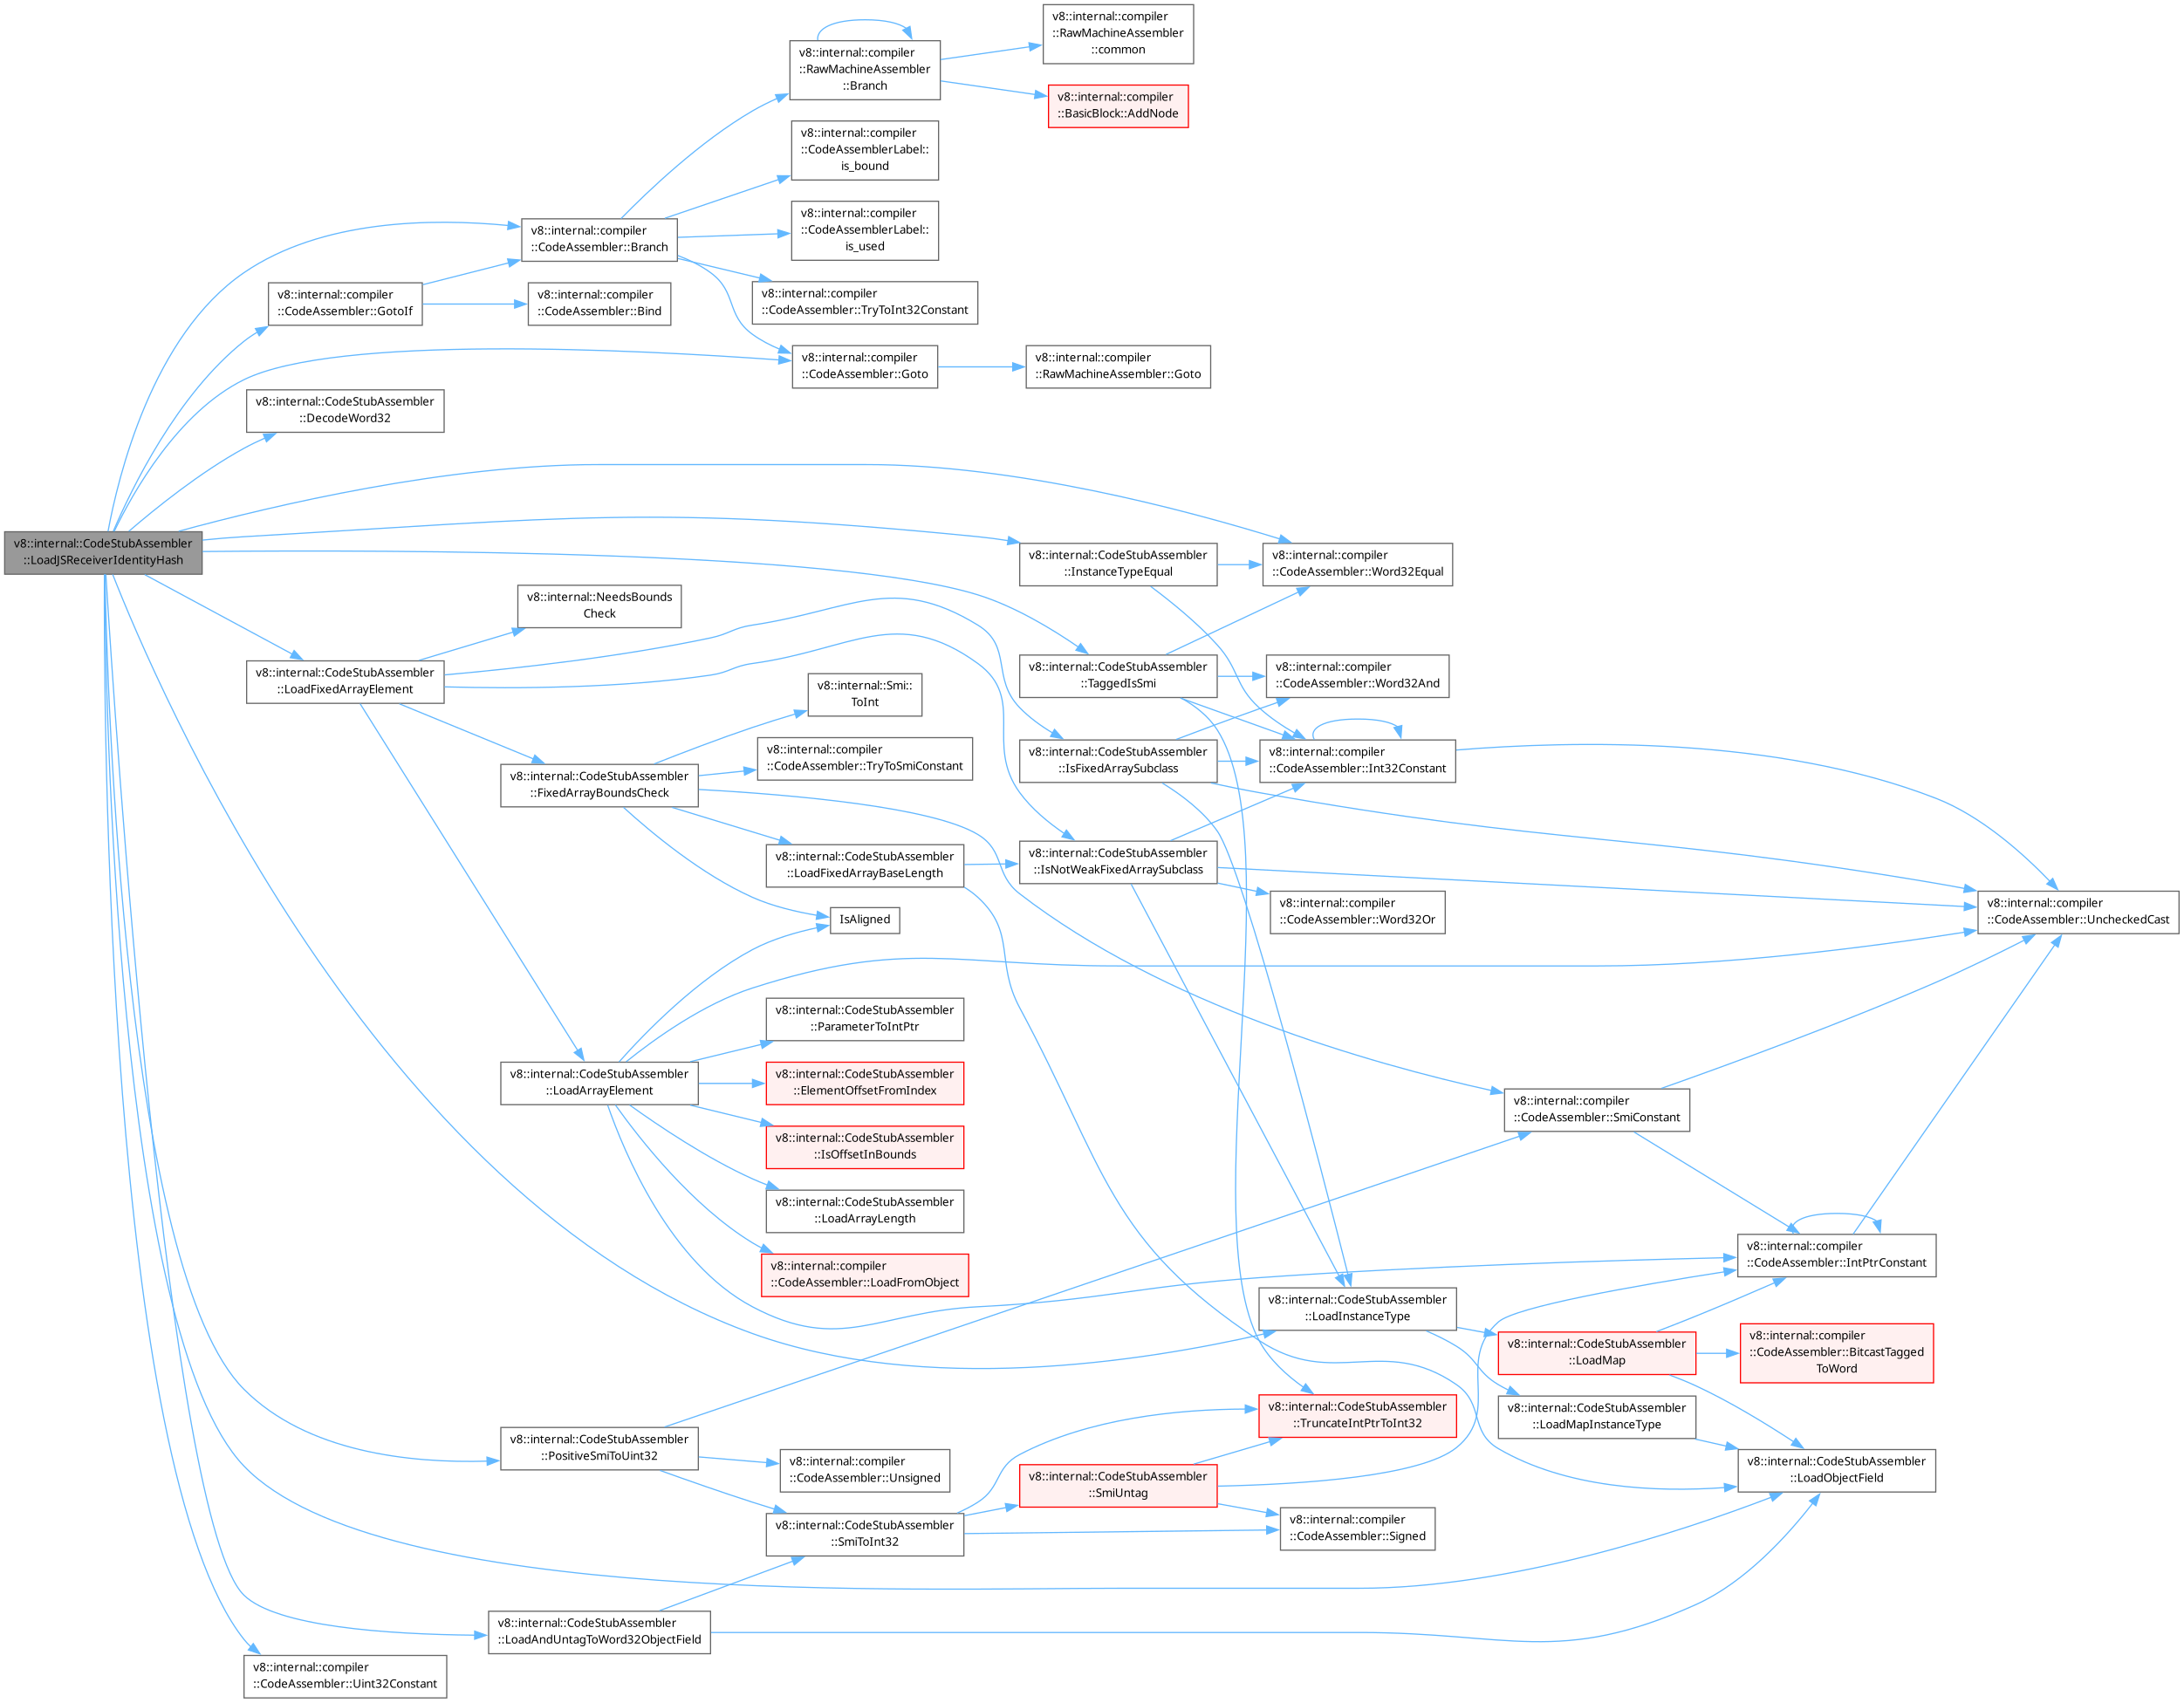 v8::internal::CodeStubAssembler
::LoadJSReceiverIdentityHash
v8::internal::compiler
::CodeAssembler::Branch
v8::internal::compiler
::RawMachineAssembler
::Branch
v8::internal::compiler
::RawMachineAssembler
::common
v8::internal::compiler
::BasicBlock::AddNode
v8::internal::compiler
::CodeAssemblerLabel::
is_bound
v8::internal::compiler
::CodeAssemblerLabel::
is_used
v8::internal::compiler
::CodeAssembler::TryToInt32Constant
v8::internal::compiler
::CodeAssembler::Goto
v8::internal::compiler
::RawMachineAssembler::Goto
v8::internal::compiler
::CodeAssembler::GotoIf
v8::internal::compiler
::CodeAssembler::Bind
v8::internal::CodeStubAssembler
::DecodeWord32
v8::internal::CodeStubAssembler
::InstanceTypeEqual
v8::internal::compiler
::CodeAssembler::Word32Equal
v8::internal::NeedsBounds
Check
v8::internal::CodeStubAssembler
::LoadFixedArrayElement
v8::internal::CodeStubAssembler
::TaggedIsSmi
v8::internal::compiler
::CodeAssembler::Word32And
v8::internal::Smi::
ToInt
v8::internal::CodeStubAssembler
::FixedArrayBoundsCheck
v8::internal::compiler
::CodeAssembler::TryToSmiConstant
v8::internal::CodeStubAssembler
::IsFixedArraySubclass
v8::internal::compiler
::CodeAssembler::Int32Constant
v8::internal::CodeStubAssembler
::LoadFixedArrayBaseLength
v8::internal::CodeStubAssembler
::IsNotWeakFixedArraySubclass
v8::internal::compiler
::CodeAssembler::Word32Or
v8::internal::compiler
::CodeAssembler::UncheckedCast
IsAligned
v8::internal::CodeStubAssembler
::ParameterToIntPtr
v8::internal::CodeStubAssembler
::LoadArrayElement
v8::internal::CodeStubAssembler
::ElementOffsetFromIndex
v8::internal::CodeStubAssembler
::IsOffsetInBounds
v8::internal::CodeStubAssembler
::LoadArrayLength
v8::internal::compiler
::CodeAssembler::LoadFromObject
v8::internal::compiler
::CodeAssembler::SmiConstant
v8::internal::compiler
::CodeAssembler::IntPtrConstant
v8::internal::CodeStubAssembler
::LoadInstanceType
v8::internal::CodeStubAssembler
::LoadMap
v8::internal::compiler
::CodeAssembler::BitcastTagged
ToWord
v8::internal::CodeStubAssembler
::LoadMapInstanceType
v8::internal::CodeStubAssembler
::LoadObjectField
v8::internal::CodeStubAssembler
::TruncateIntPtrToInt32
v8::internal::CodeStubAssembler
::PositiveSmiToUint32
v8::internal::compiler
::CodeAssembler::Unsigned
v8::internal::CodeStubAssembler
::SmiUntag
v8::internal::CodeStubAssembler
::SmiToInt32
v8::internal::compiler
::CodeAssembler::Signed
v8::internal::CodeStubAssembler
::LoadAndUntagToWord32ObjectField
v8::internal::compiler
::CodeAssembler::Uint32Constant